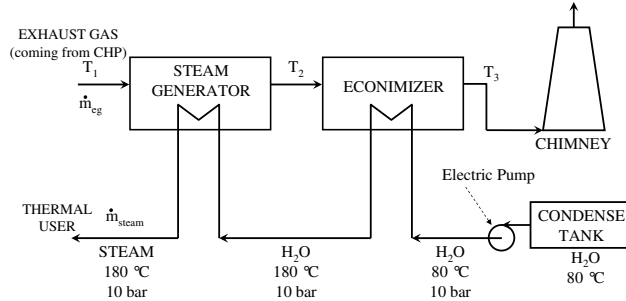 EXHAUST GAS
(coming from CHP)
T1
ṁeg
STEAM
GENERATOR
T2
ECONIMIZER
T3
CHIMNEY
Electric Pump
CONDENSE
TANK
H2O
80 °C
THERMAL
USER
ṁsteam
STEAM
180 °C
10 bar
H2O
180 °C
10 bar
H2O
80 °C
10 bar